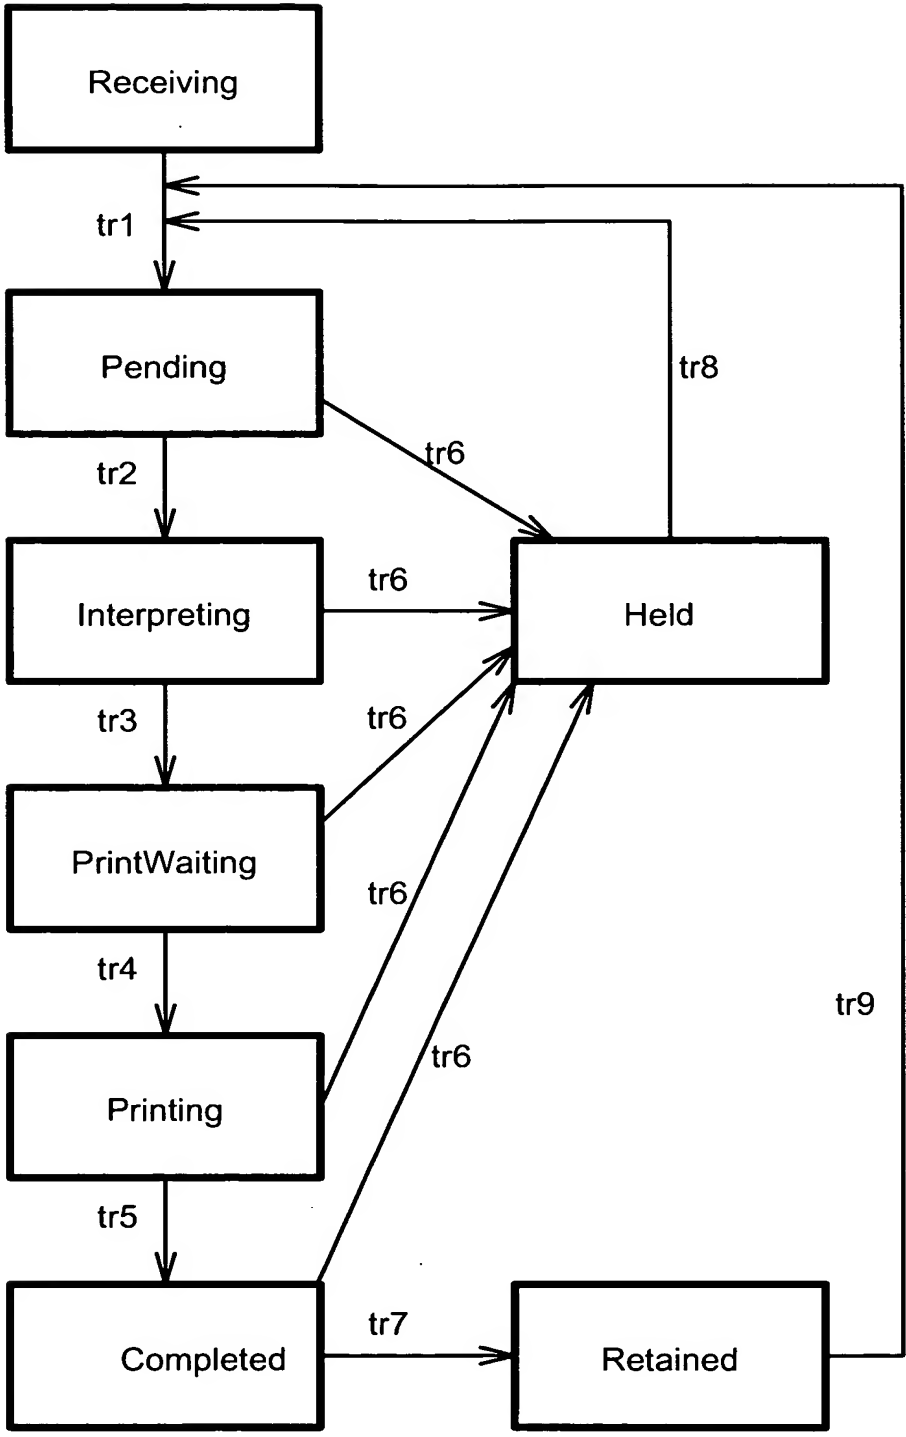 Receiving
tr1
Pending
tr8
tr6
tr2
tr6
Interpreting
Held
tr3
tr6
PrintWaiting
tr6
tr4
tr9
tr6
Printing
tr5
tr7
Completed
Retained